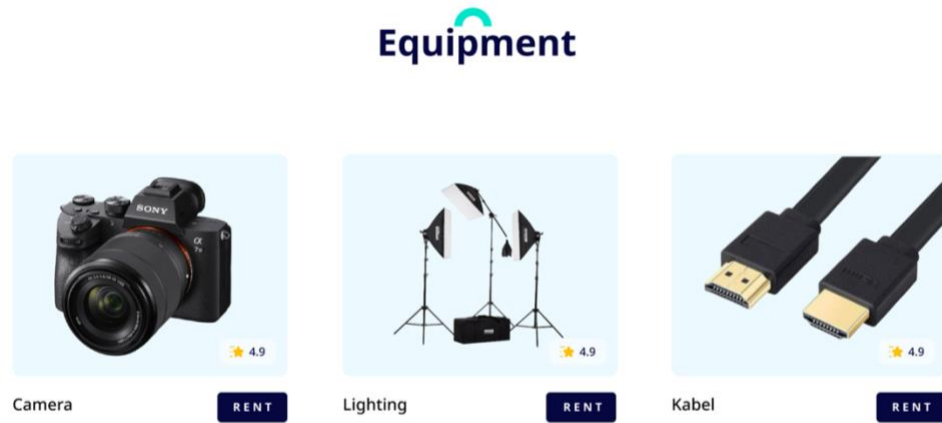 Equipment
SONY
α
4.9
4.9
4.9
Camera
RENT
Lighting
RENT
Kabel
RENT